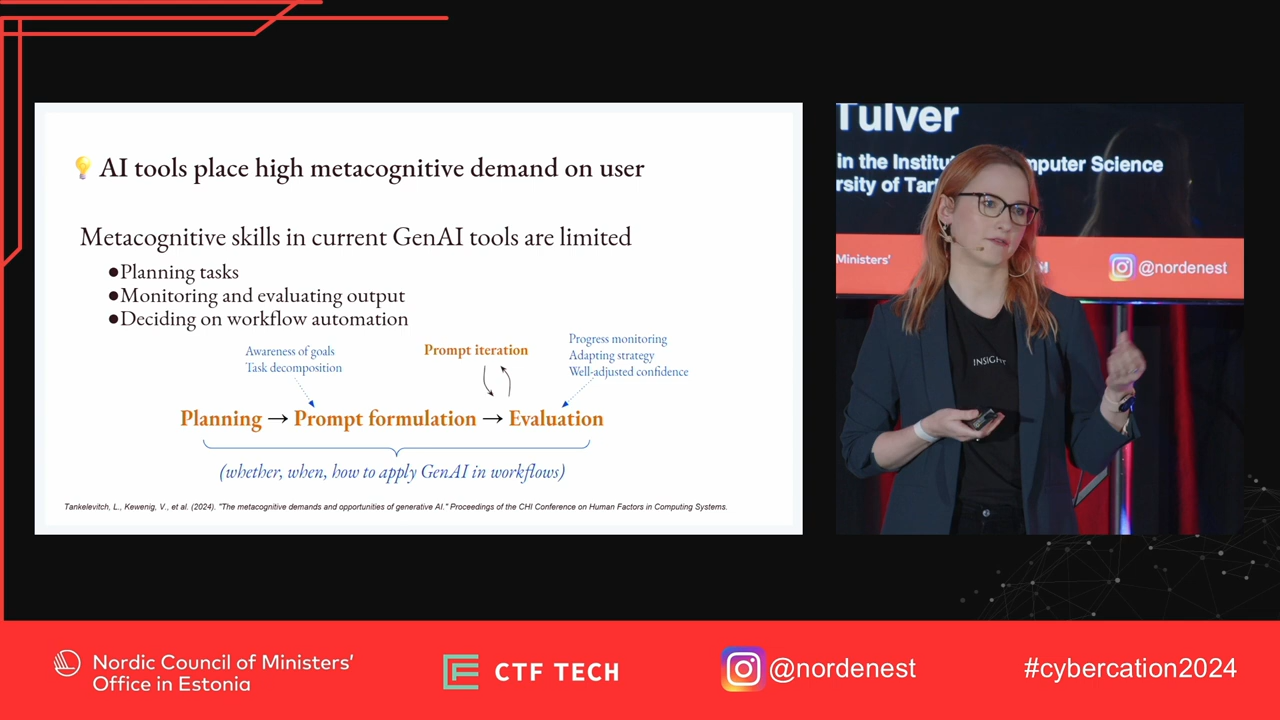 AI tools place high metacognitive demand on user
Metacognitive skills in current GenAI tools are limited
●Planning tasks
●Monitoring and evaluating output
●Deciding on workflow automation
Awareness of goals
Task decomposition
Prompt iteration
Progress monitoring
Adapting strategy
Well-adjusted confidence
Planning → Prompt formulation → Evaluation
(whether, when, how to apply GenAI in workflows)
Tankelevitch, L., Kewenig, V., et al. (2024). "The metacognitive demands and opportunities of generative AI." Proceedings of the CHI Conference on Human Factors in Computing Systems.
Tulver
in the Computer Science
of
Ministers'
@nordenest
INSIGHT
Nordic Council of Ministers'
Office in Estonia
CTF TECH
@nordenest
#cybercation2024